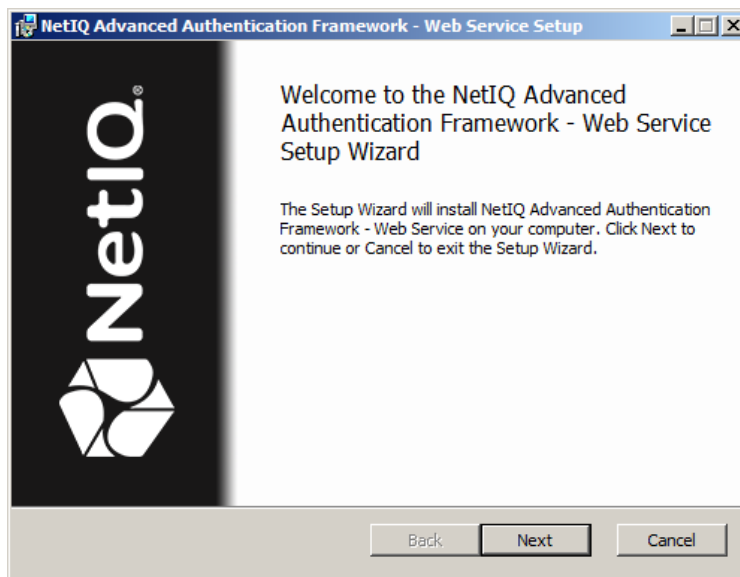 NetIQ Advanced Authentication Framework - Web Service Setup
NetIQ®
Welcome to the NetIQ Advanced
Authentication Framework - Web Service
Setup Wizard
The Setup Wizard will install NetIQ Advanced Authentication
Framework - Web Service on your computer. Click Next to
continue or Cancel to exit the Setup Wizard.
Back Next Cancel